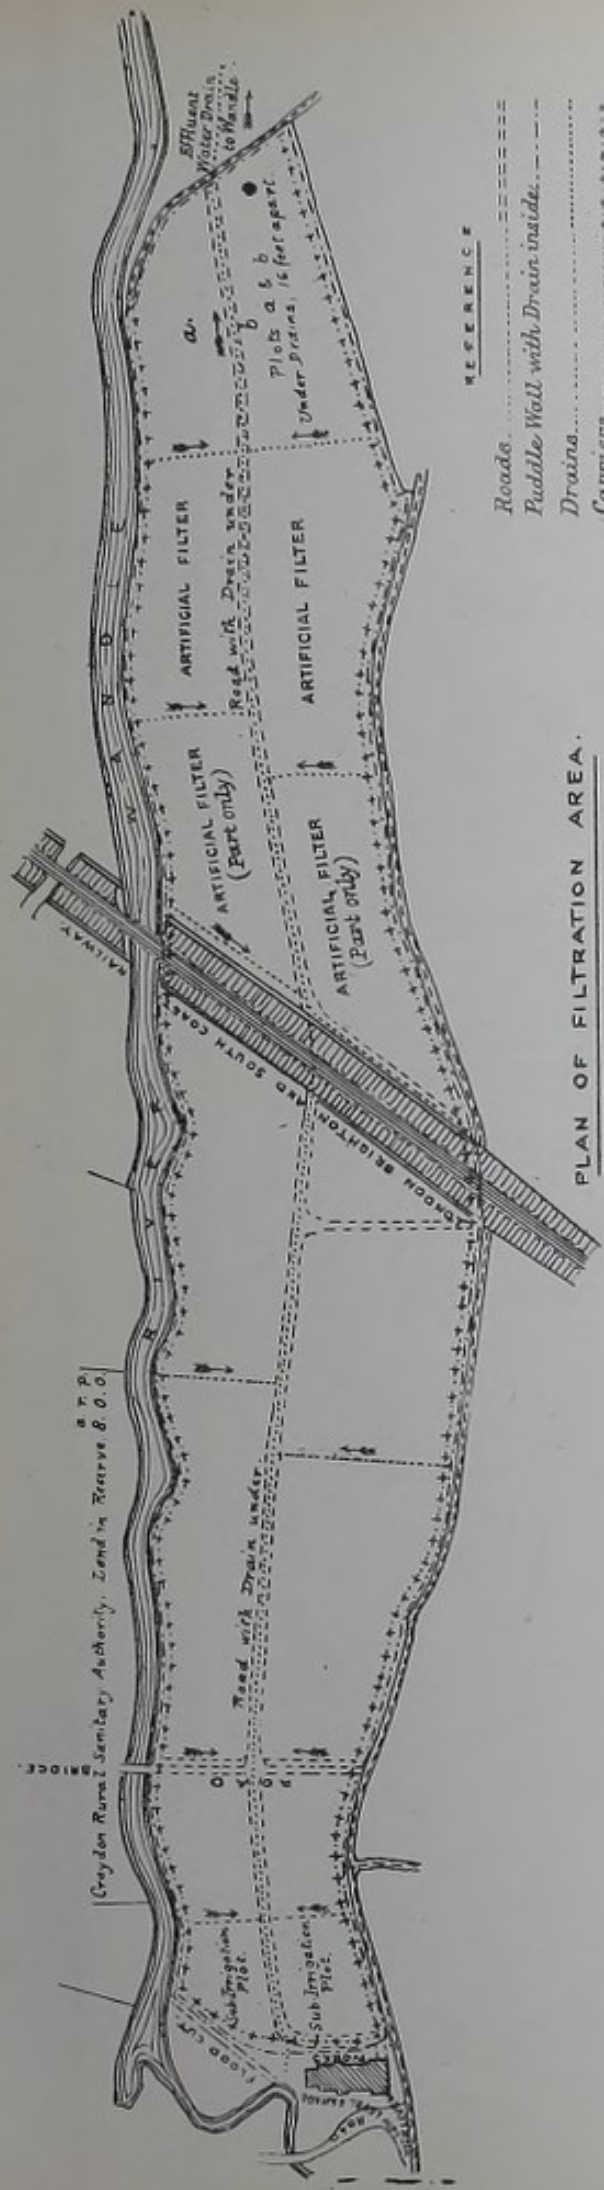 PLAN OF FILTRATION AREA.
REFERENCE
Roads
Puddle Wall with Drain inside
Drains
Carriers
Croydon Rural Sanitary Authority. Land in Reserve 8. 0. 0.
a. r. p.
BRIDGE
RIVER WANDLE
RAILWAY
LONDON BRIGHTON AND SOUTH COAST
FLOOD CUT
Sub Irrigation
Plot.
Sub Irrigation
Plot.
ROAD
Road with Drain under
ARTIFICIAL FILTER
(Part only)
ARTIFICIAL FILTER
(Part only)
ARTIFICIAL FILTER
Road with Drain under
ARTIFICIAL FILTER
a.
b
Plots a & b
Under Drains, 16 feet apart
Effluent
Water Drain
to Wandle.